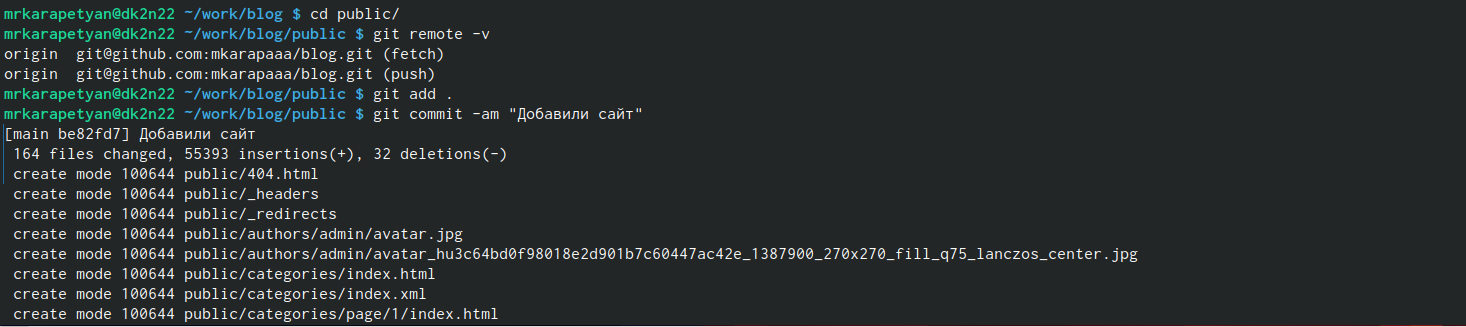 mrkarapetyan@dk2n22 ~/work/blog $ cd public/
mrkarapetyan@dk2n22 ~/work/blog/public $ git remote -v
origin  git@github.com:mkarapaaa/blog.git (fetch)
origin  git@github.com:mkarapaaa/blog.git (push)
mrkarapetyan@dk2n22 ~/work/blog/public $ git add .
mrkarapetyan@dk2n22 ~/work/blog/public $ git commit -am "Добавили сайт"
[main be82fd7] Добавили сайт
 164 files changed, 55393 insertions(+), 32 deletions(-)
 create mode 100644 public/404.html
 create mode 100644 public/_headers
 create mode 100644 public/_redirects
 create mode 100644 public/authors/admin/avatar.jpg
 create mode 100644 public/authors/admin/avatar_hu3c64bd0f98018e2d901b7c60447ac42e_1387900_270x270_fill_q75_lanczos_center.jpg
 create mode 100644 public/categories/index.html
 create mode 100644 public/categories/index.xml
 create mode 100644 public/categories/page/1/index.html